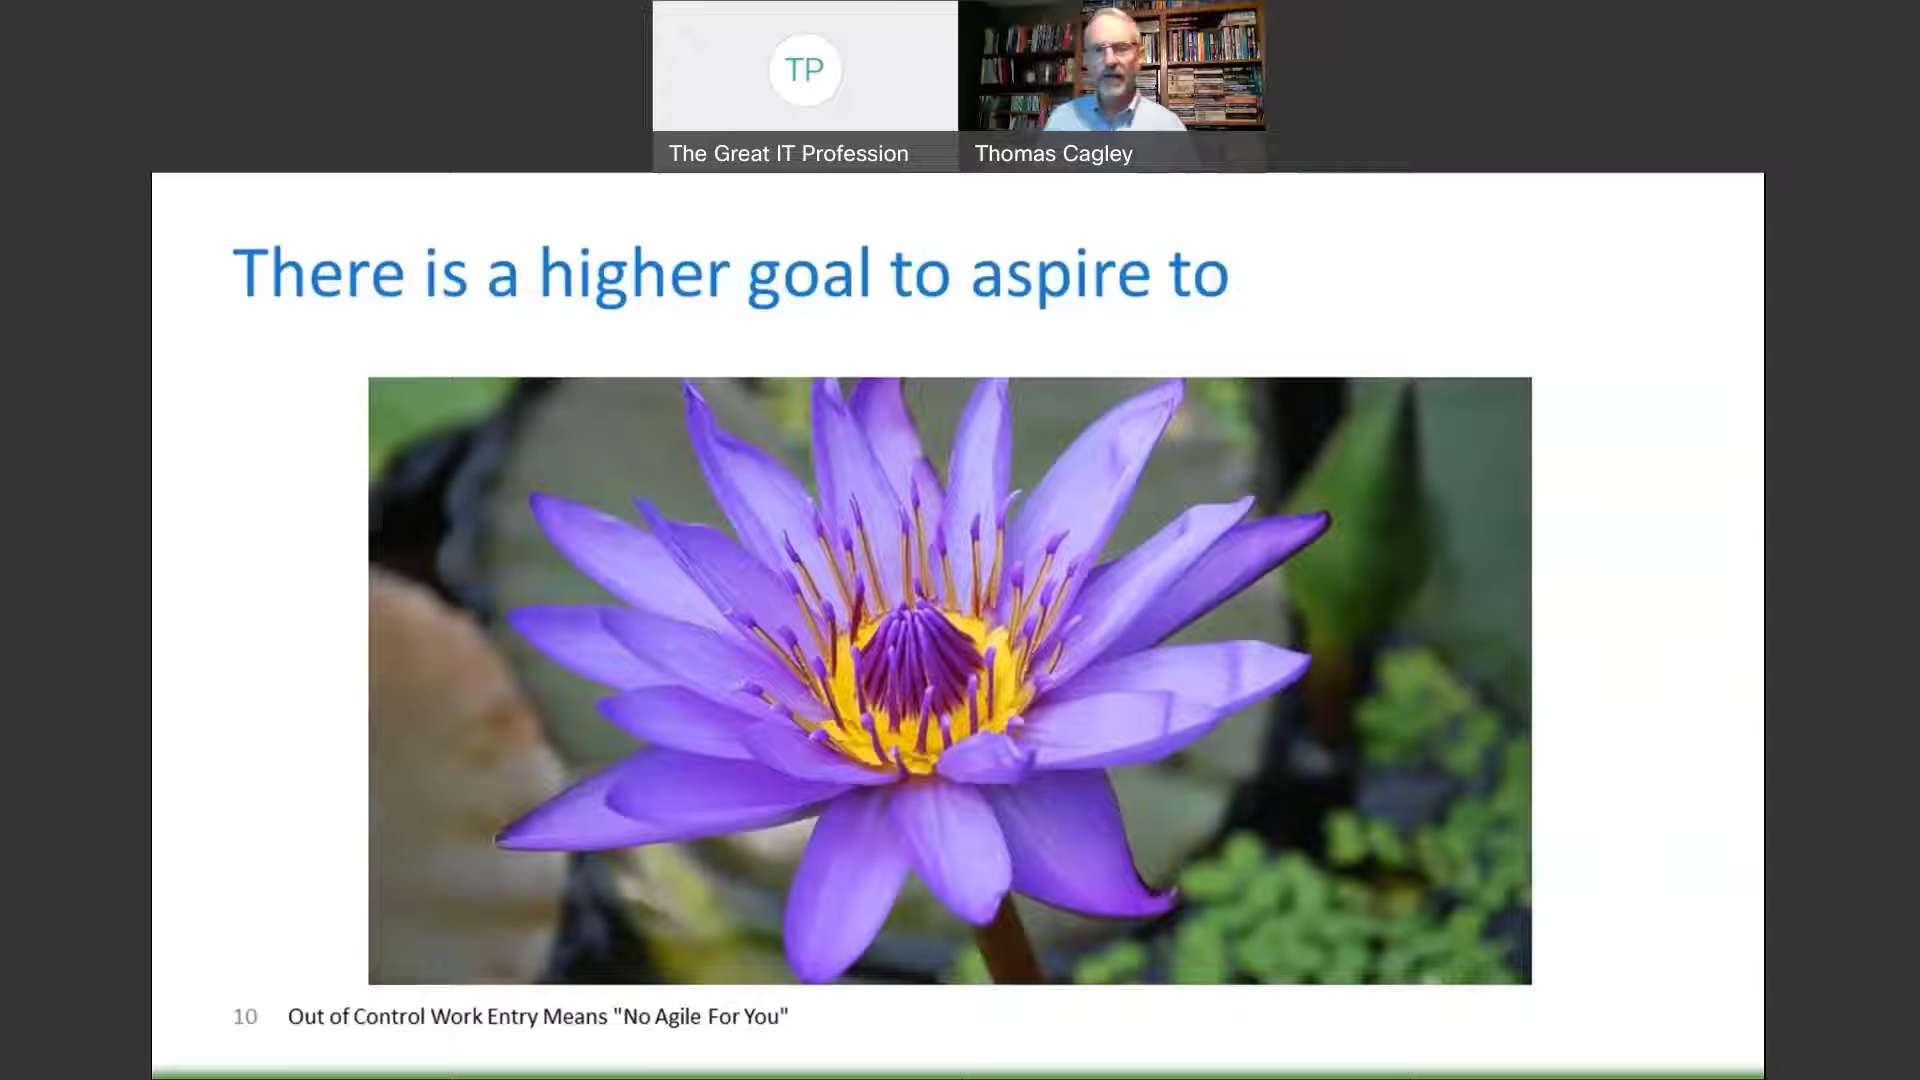 TP
The Great IT Profession
Thomas Cagley
There is a higher goal to aspire to
10 Out of Control Work Entry Means "No Agile For You"